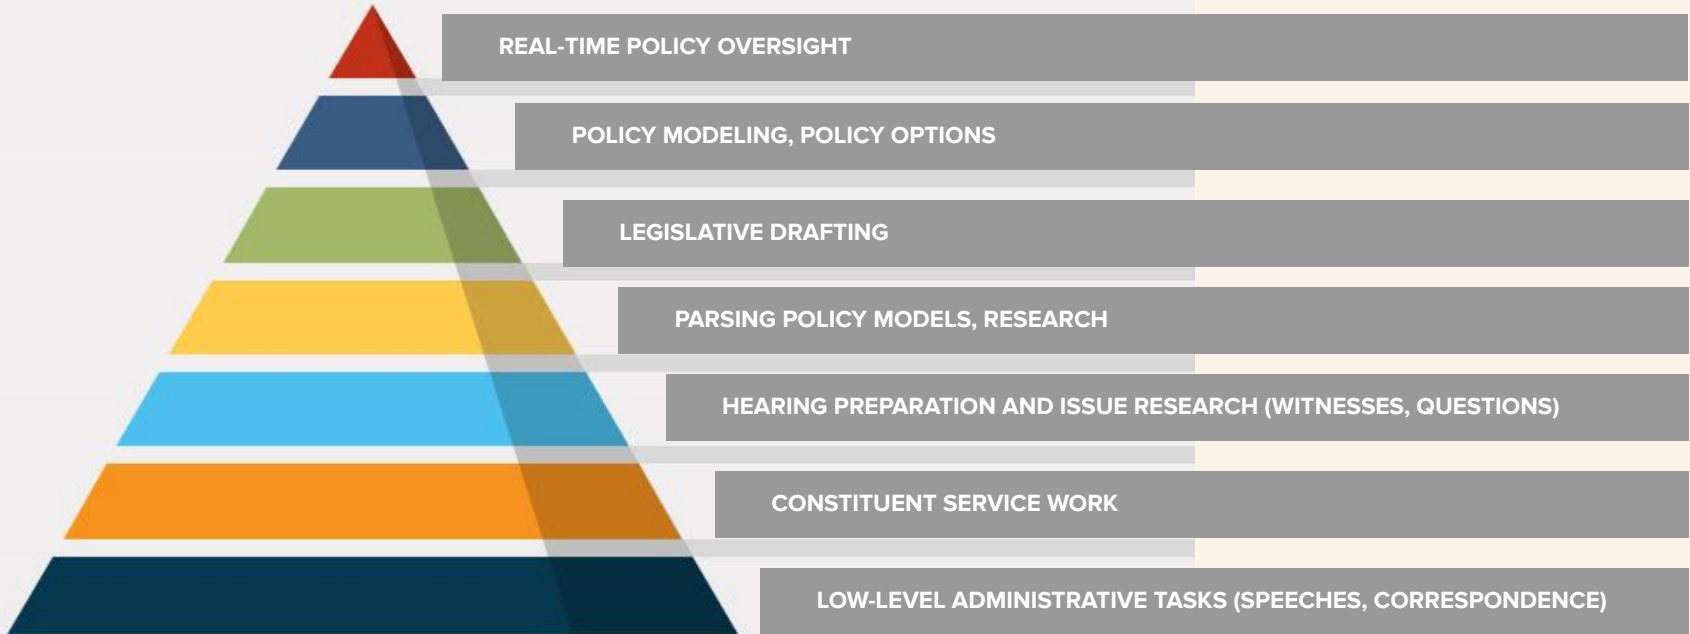 REAL-TIME POLICY OVERSIGHT
POLICY MODELING, POLICY OPTIONS
LEGISLATIVE DRAFTING
PARSING POLICY MODELS, RESEARCH
HEARING PREPARATION AND ISSUE RESEARCH (WITNESSES, QUESTIONS)
CONSTITUENT SERVICE WORK
LOW-LEVEL ADMINISTRATIVE TASKS (SPEECHES, CORRESPONDENCE)